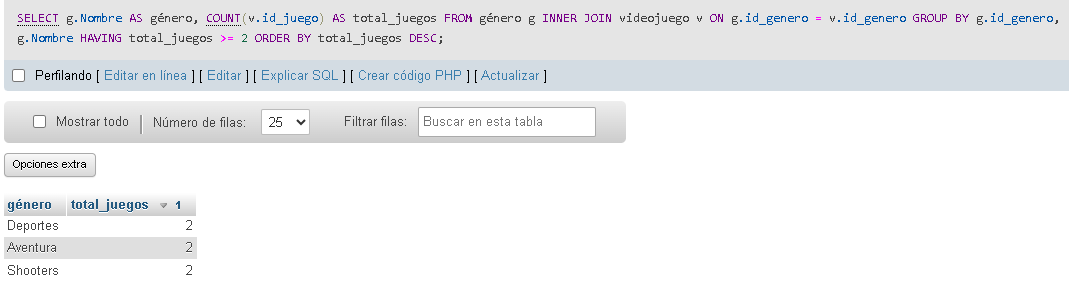 SELECT g.Nombre AS género, COUNT(v.id_juego) AS total_juegos FROM género g INNER JOIN videojuego v ON g.id_genero = v.id_genero GROUP BY g.id_genero,
g.Nombre HAVING total_juegos >= 2 ORDER BY total_juegos DESC;
Perfilando [ Editar en línea ] [ Editar ] [ Explicar SQL ] [ Crear código PHP ] [ Actualizar ]
Mostrar todo | Número de filas: 25 Filtrar filas: Buscar en esta tabla
Opciones extra
género total_juegos 1
Deportes 2
Aventura 2
Shooters 2